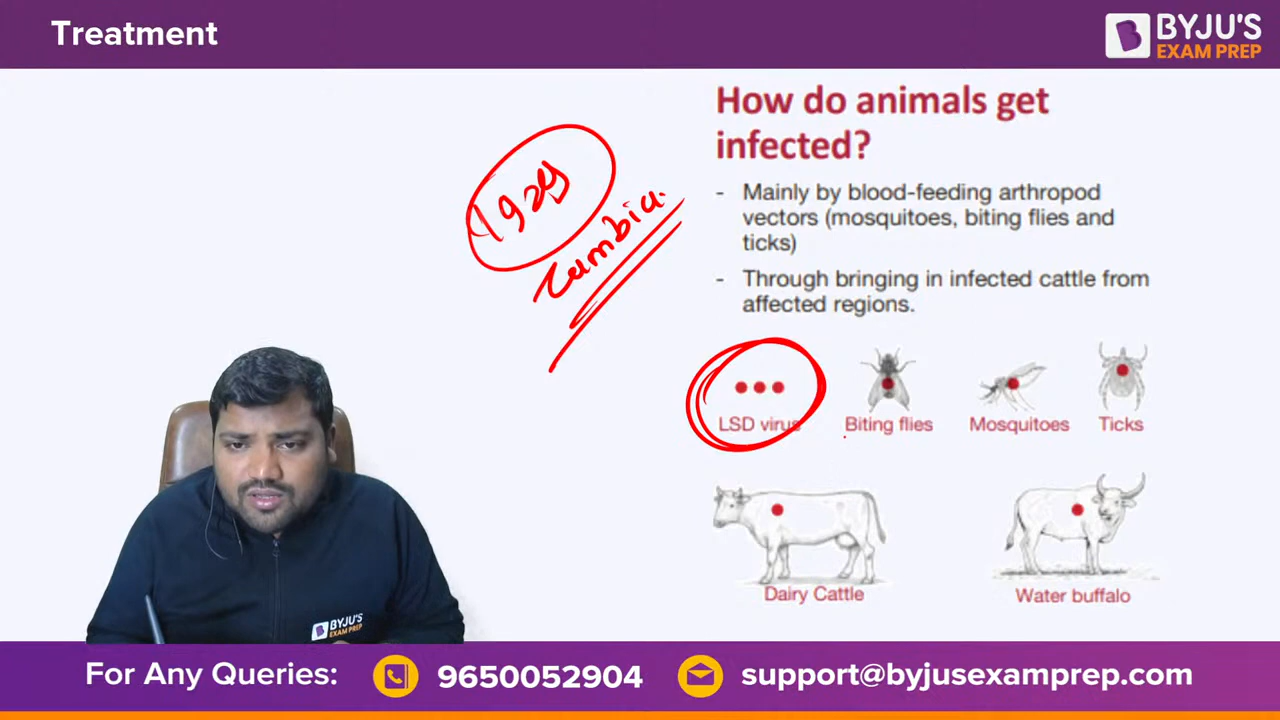 Treatment
BYJU'S
EXAM PREP
How do animals get
infected?
- Mainly by blood-feeding arthropod
vectors (mosquitoes, biting flies and
ticks)
- Through bringing in infected cattle from
affected regions.
1929
Zambia.
LSD virus
Biting flies
Mosquitoes
Ticks
Dairy Cattle
Water buffalo
BYJU'S
EXAM PREP
For Any Queries:
9650052904
support@byjusexamprep.com